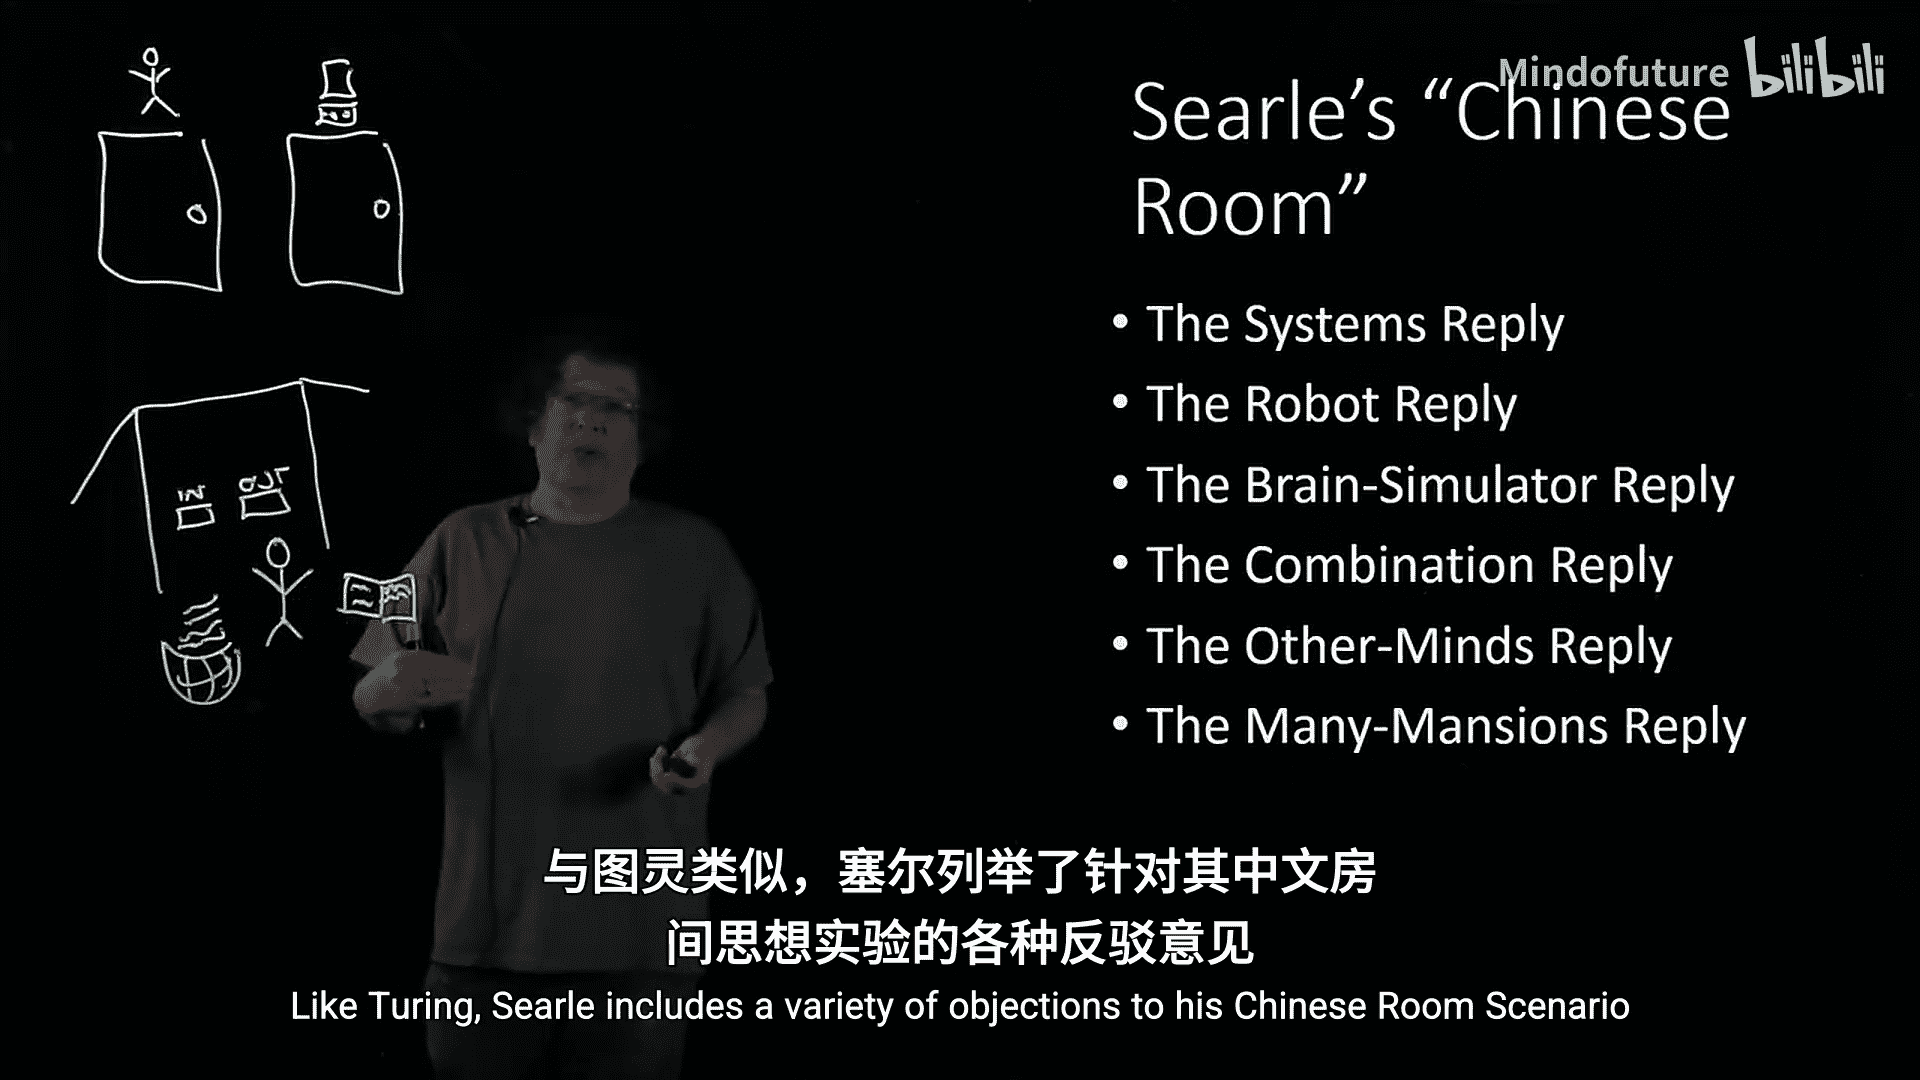 Mindofuture bilibili
Searle's “Chinese
Room”
• The Systems Reply
• The Robot Reply
• The Brain-Simulator Reply
• The Combination Reply
• The Other-Minds Reply
• The Many-Mansions Reply
IN OUT
与图灵类似，塞尔列举了针对其中文房
间思想实验的各种反驳意见
Like Turing, Searle includes a variety of objections to his Chinese Room Scenario